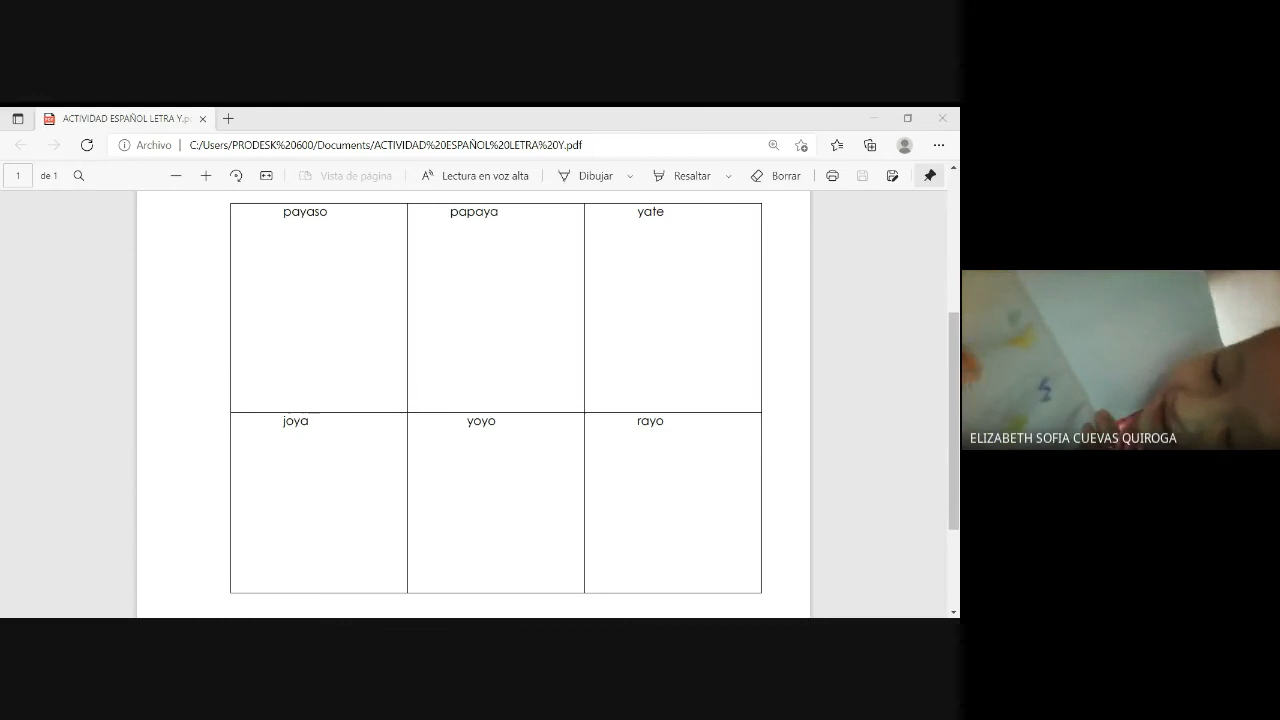 ACTIVIDAD ESPAÑOL LETRA Y.p
Archivo C:/Users/PRODESK%20600/Documents/ACTIVIDAD%20ESPAÑOL%20LETRA%20Y.pdf
1 de 1 Vista de página Lectura en voz alta Dibujar Resaltar Borrar
payaso papaya yate
joya yoyo rayo
ELIZABETH SOFIA CUEVAS QUIROGA